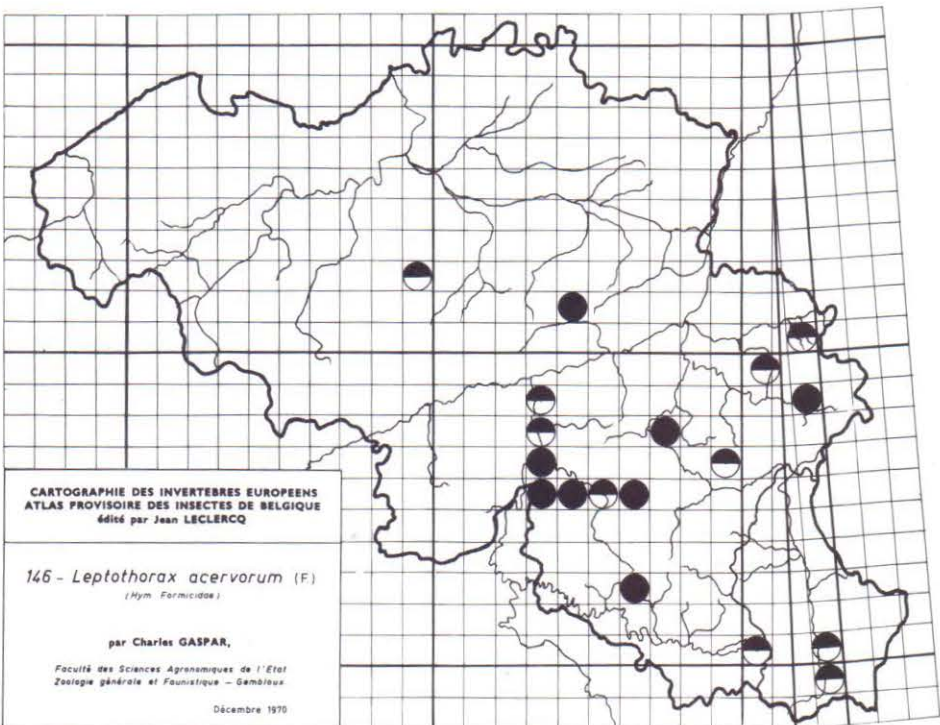 CARTOGRAPHIE DES INVERTEBRES EUROPEENS
ATLAS PROVISOIRE DES INSECTES DE BELGIQUE
édité par Jean LECLERCQ
146 - Leptothorax acervorum (F.)
(Hym. Formicidae)
par Charles GASPAR,
Faculté des Sciences Agronomiques de l'Etat
Zoologie générale et Faunistique - Gembloux
Décembre 1970